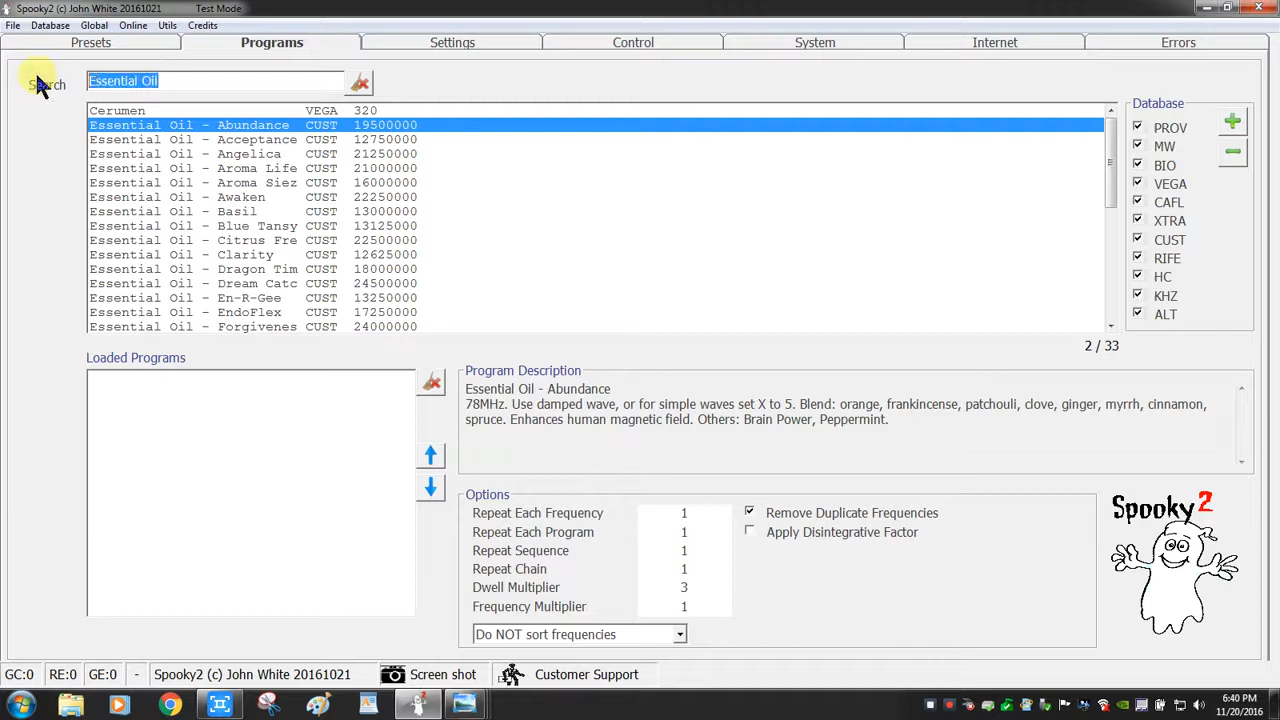 Spooky2 (c) John White 20161021 Test Mode
File Database Global Online Utils Credits
Presets Programs Settings Control System Internet Errors
Search Essential Oil
Cerumen VEGA 320
Essential Oil - Abundance CUST 19500000
Essential Oil - Acceptance CUST 12750000
Essential Oil - Angelica CUST 21250000
Essential Oil - Aroma Life CUST 21000000
Essential Oil - Aroma Siez CUST 16000000
Essential Oil - Awaken CUST 22250000
Essential Oil - Basil CUST 13000000
Essential Oil - Blue Tansy CUST 13125000
Essential Oil - Citrus Fre CUST 22500000
Essential Oil - Clarity CUST 12625000
Essential Oil - Dragon Tim CUST 18000000
Essential Oil - Dream Catc CUST 24500000
Essential Oil - En-R-Gee CUST 13250000
Essential Oil - EndoFlex CUST 17250000
Essential Oil - Forgivenes CUST 24000000
Database
PROV
MW
BIO
VEGA
CAFL
XTRA
CUST
RIFE
HC
KHZ
ALT
2 / 33
Loaded Programs
Program Description
Essential Oil - Abundance
78MHz. Use damped wave, or for simple waves set X to 5. Blend: orange, frankincense, patchouli, clove, ginger, myrrh, cinnamon,
spruce. Enhances human magnetic field. Others: Brain Power, Peppermint.
Options
Repeat Each Frequency 1
Repeat Each Program 1
Repeat Sequence 1
Repeat Chain 1
Dwell Multiplier 3
Frequency Multiplier 1
Do NOT sort frequencies
Remove Duplicate Frequencies
Apply Disintegrative Factor
Spooky2
GC:0 RE:0 GE:0 - Spooky2 (c) John White 20161021 Screen shot Customer Support
6:40 PM
11/20/2016